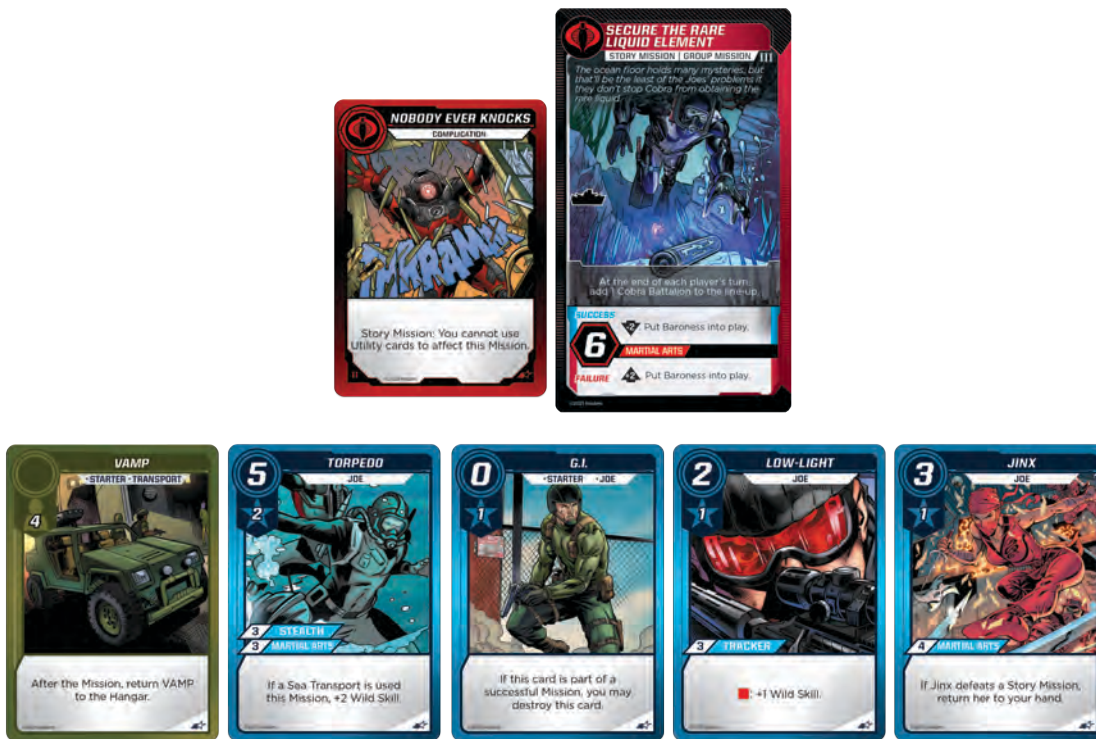 NOBODY EVER KNOCKS
COMPLICATION
Story Mission: You cannot use
Utility cards to affect this Mission.
SECURE THE RARE
LIQUID ELEMENT
STORY MISSION | GROUP MISSION
III
The ocean floor holds many mysteries, but
that'll be the least of the Joes' problems if
they don't stop Cobra from obtaining the
rare liquid.
At the end of each player's turn,
add 1 Cobra Battalion to the line-up.
SUCCESS
-2 Put Baroness into play.
6
MARTIAL ARTS
FAILURE
+2 Put Baroness into play.
VAMP
•STARTER •TRANSPORT
4
After the Mission, return VAMP
to the Hangar.
5
TORPEDO
JOE
2
3 STEALTH
3 MARTIAL ARTS
If a Sea Transport is used
this Mission, +2 Wild Skill.
0
G.I.
•STARTER •JOE
1
If this card is part of a
successful Mission, you may
destroy this card.
2
LOW-LIGHT
JOE
1
3 TRACKER
: +1 Wild Skill.
3
JINX
JOE
1
4 MARTIAL ARTS
If Jinx defeats a Story Mission,
return her to your hand.